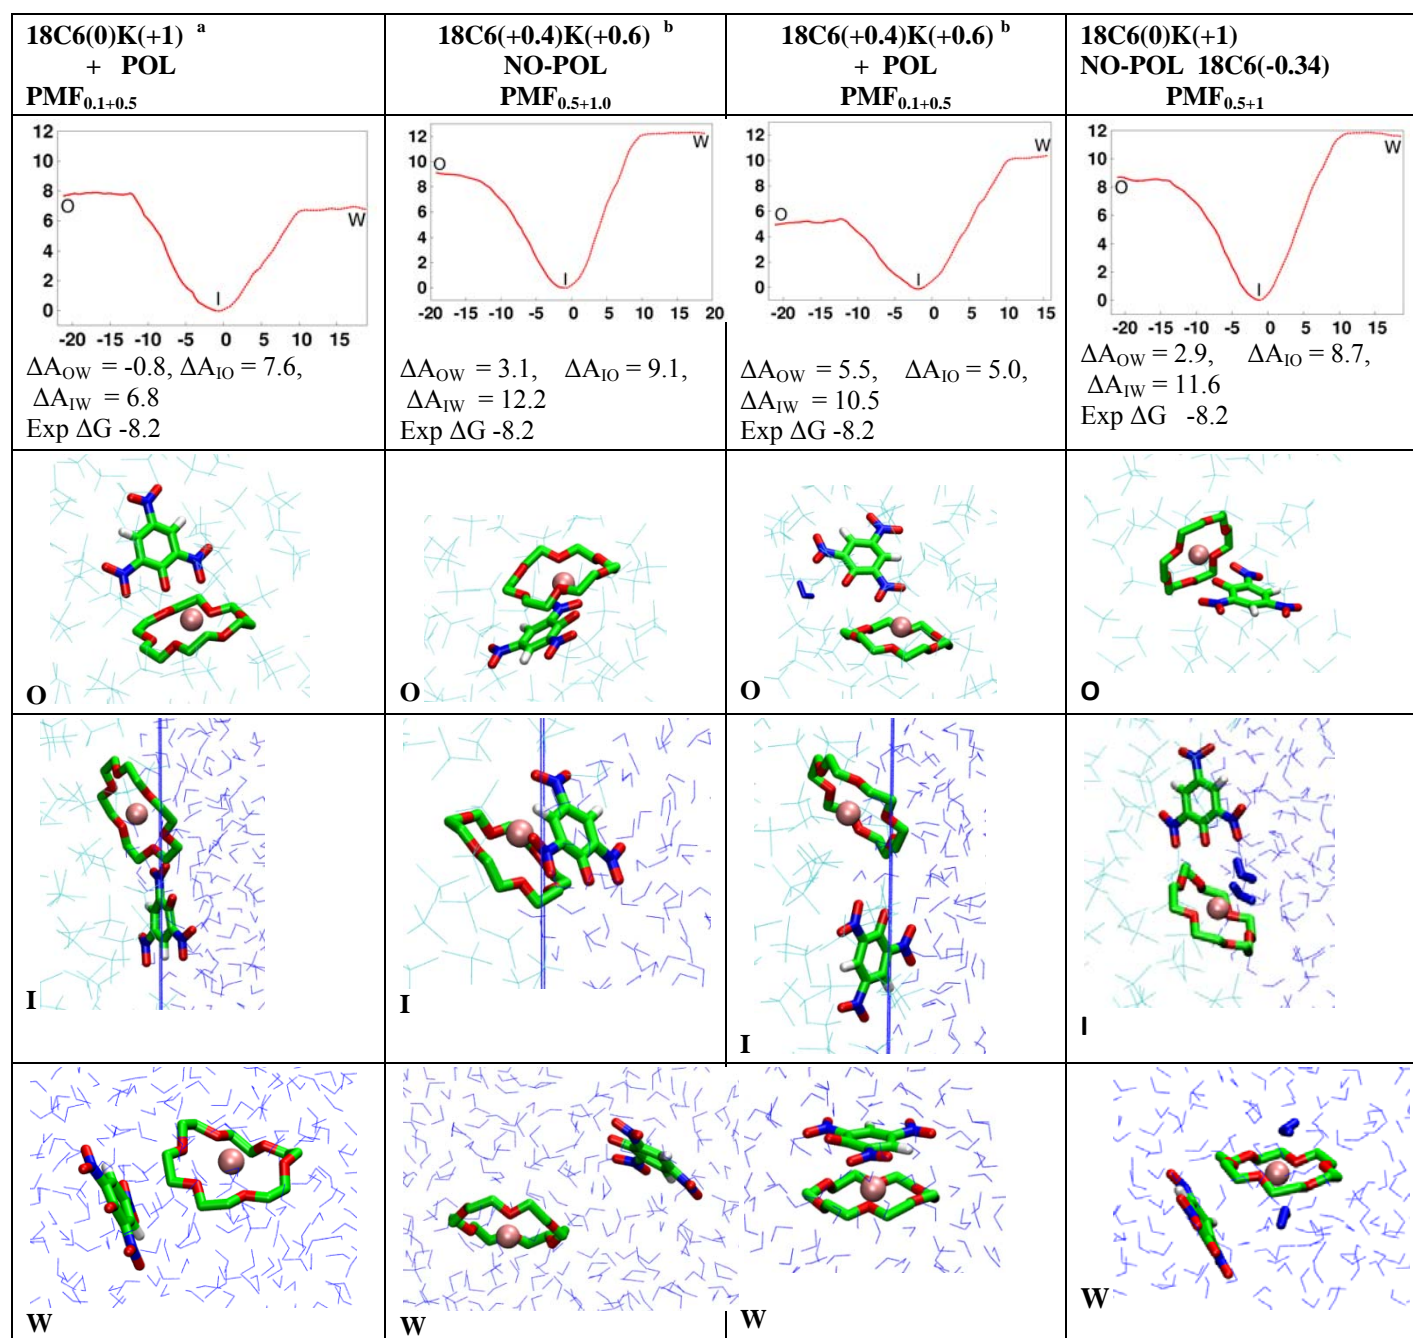 18C6(0)K(+1) a
+ POL
PMF0.1+0.5
18C6(+0.4)K(+0.6) b
NO-POL
PMF0.5+1.0
18C6(+0.4)K(+0.6) b
+ POL
PMF0.1+0.5
18C6(0)K(+1)
NO-POL 18C6(-0.34)
PMF0.5+1
12
10
8
6
4
2
0
O
I
W
-20 -15 -10 -5 0 5 10 15
ΔAOW = -0.8, ΔAIO = 7.6,
ΔAIW = 6.8
Exp ΔG -8.2
12
10
8
6
4
2
0
O
I
W
-20 -15 -10 -5 0 5 10 15 20
ΔAOW = 3.1, ΔAIO = 9.1,
ΔAIW = 12.2
Exp ΔG -8.2
12
10
8
6
4
2
0
O
I
W
-20 -15 -10 -5 0 5 10 15
ΔAOW = 5.5, ΔAIO = 5.0,
ΔAIW = 10.5
Exp ΔG -8.2
12
10
8
6
4
2
0
O
I
W
-20 -15 -10 -5 0 5 10 15
ΔAOW = 2.9, ΔAIO = 8.7,
ΔAIW = 11.6
Exp ΔG -8.2
O
O
O
O
I
I
I
I
W
W
W
W